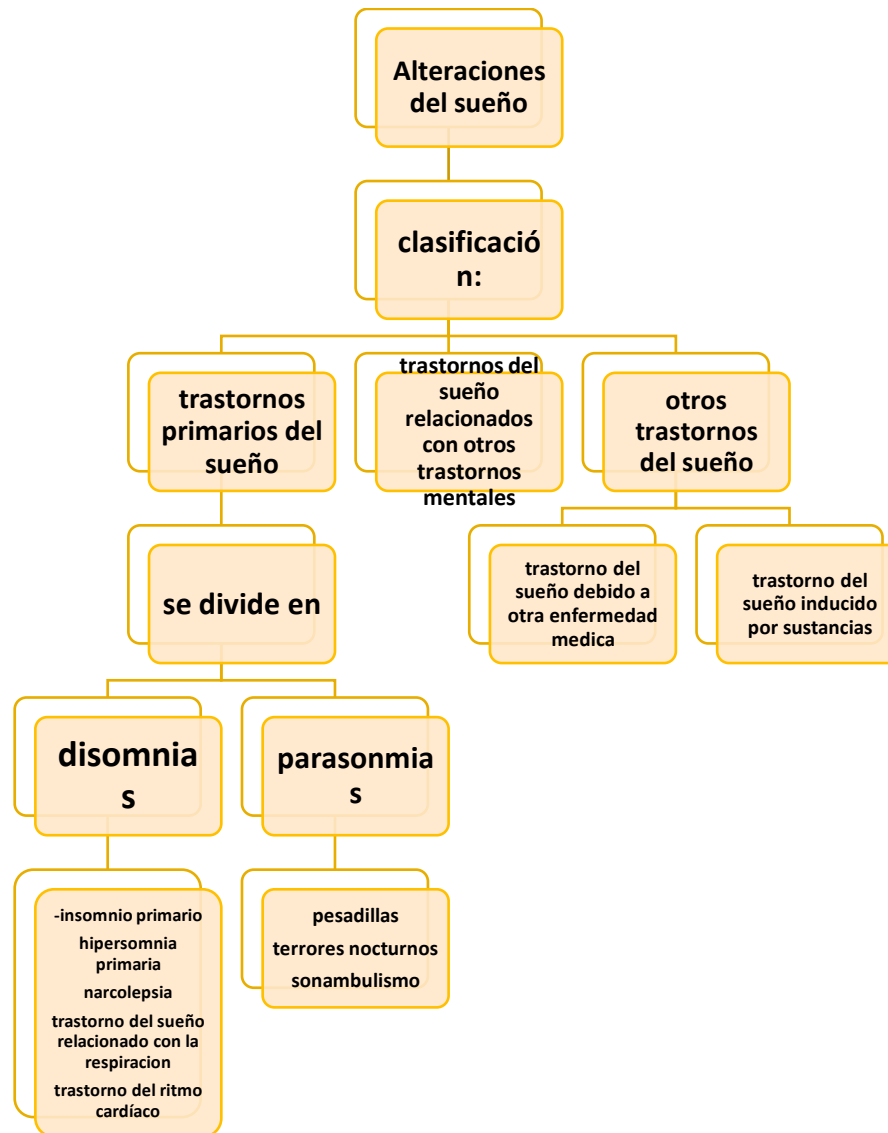 Alteraciones
del sueño
clasificació
n:
trastornos
primarios del
sueño
trastornos del
sueño
relacionados
con otros
trastornos
mentales
otros
trastornos
del sueño
se divide en
trastorno del
sueño debido a
otra enfermedad
medica
trastorno del
sueño inducido
por sustancias
disomnia
s
parasonmia
s
-insomnio primario
hipersomnia
primaria
narcolepsia
trastorno del sueño
relacionado con la
respiracion
trastorno del ritmo
cardíaco
pesadillas
terrores nocturnos
sonambulismo